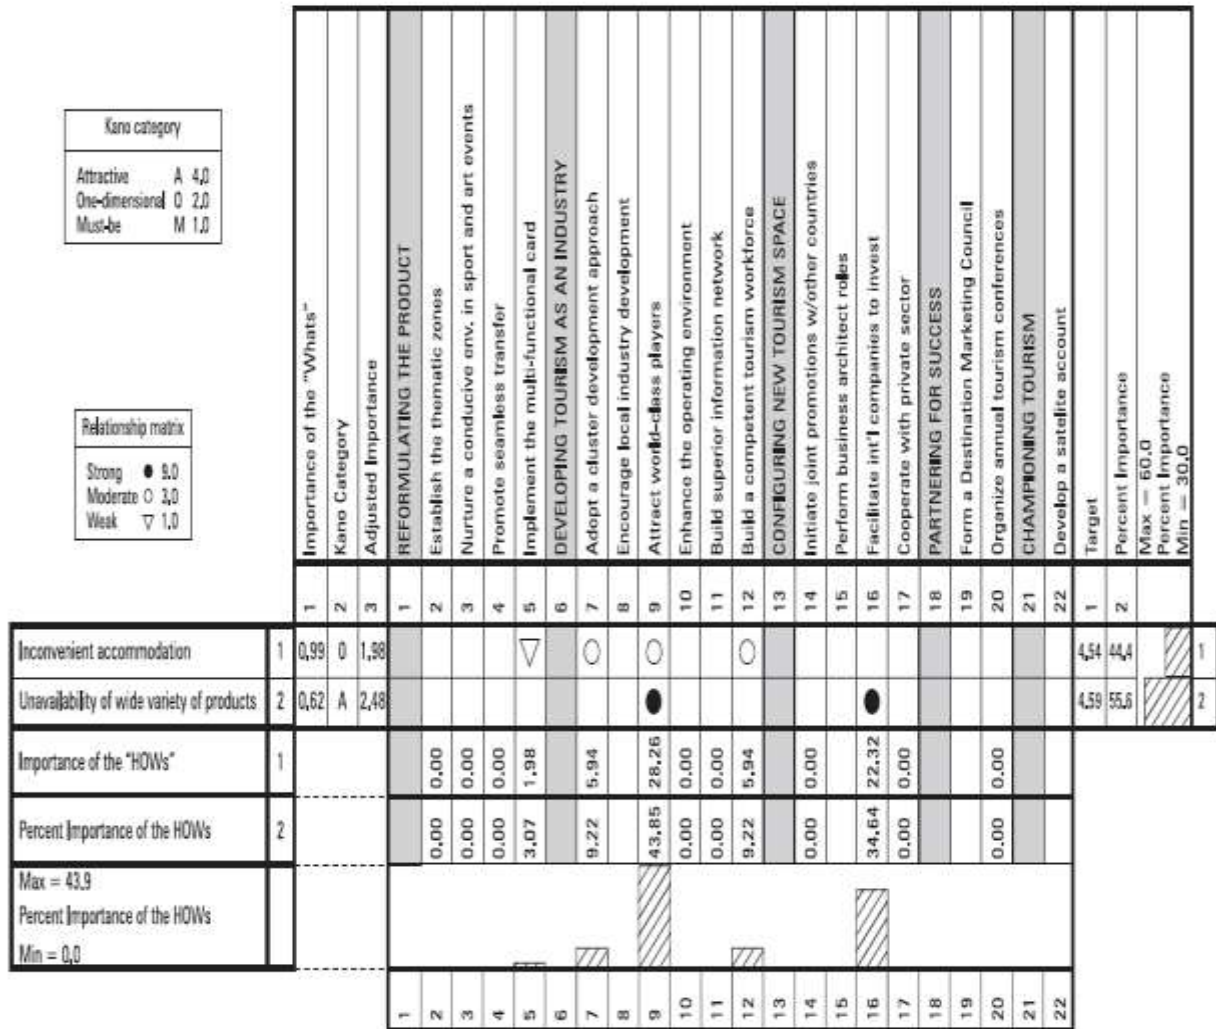 Kano category
Attractive A 4,0
One-dimensional O 2,0
Must-be M 1,0
Relationship matrix
Strong ● 9,0
Moderate ○ 3,0
Weak ▽ 1,0
Importance of the "Whats"
Kano Category
Adjusted Importance
REFORMULATING THE PRODUCT
Establish the thematic zones
Nurture a conducive env. in sport and art events
Promote seamless transfer
Implement the multi-functional card
DEVELOPING TOURISM AS AN INDUSTRY
Adopt a cluster development approach
Encourage local industry development
Attract world-class players
Enhance the operating environment
Build superior information network
Build a competent tourism workforce
CONFIGURING NEW TOURISM SPACE
Initiate joint promotions w/other countries
Perform business architect roles
Facilitate int'l companies to invest
Cooperate with private sector
PARTNERING FOR SUCCESS
Form a Destination Marketing Council
Organize annual tourism conferences
CHAMPIONING TOURISM
Develop a satelite account
Target
Percent Importance
Max = 60.0
Percent Importance
Min = 30.0
1 2 3 1 2 3 4 5 6 7 8 9 10 11 12 13 14 15 16 17 18 19 20 21 22 1 2
Inconvenient accommodation 1 0,99 O 1,98 ▽ ○ ○ ○ 4,54 44,4 1
Unavailability of wide variety of products 2 0,62 A 2,48 ● ● 4,59 55,6 2
Importance of the "HOWs" 1 0.00 0.00 0.00 1.98 5.94 28.26 0.00 0.00 5.94 0.00 22.32 0.00 0.00
Percent Importance of the HOWs 2 0.00 0.00 0.00 3.07 9.22 43.85 0.00 0.00 9.22 0.00 34.64 0.00 0.00
Max = 43.9
Percent Importance of the HOWs
Min = 0,0
1 2 3 4 5 6 7 8 9 10 11 12 13 14 15 16 17 18 19 20 21 22